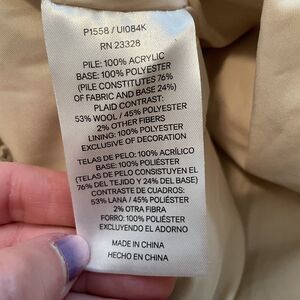 P1558 / UI084K
RN 23328
PILE: 100% ACRYLIC
BASE: 100% POLYESTER
(PILE CONSTITUTES 76%
OF FABRIC AND BASE 24%)
PLAID CONTRAST:
53% WOOL / 45% POLYESTER
2% OTHER FIBERS
LINING: 100% POLYESTER
EXCLUSIVE OF DECORATION
TELAS DE PELO: 100% ACRÍLICO
BASE: 100% POLIÉSTER
(TELAS DE PELO CONSISTUYEN EL
76% DEL TEJIDO Y 24% DEL BASE)
CONTRASTE DE CUADROS:
53% LANA / 45% POLIÉSTER
2% OTRA FIBRA
FORRO: 100% POLIÉSTER
EXCLUYENDO EL ADORNO
MADE IN CHINA
HECHO EN CHINA